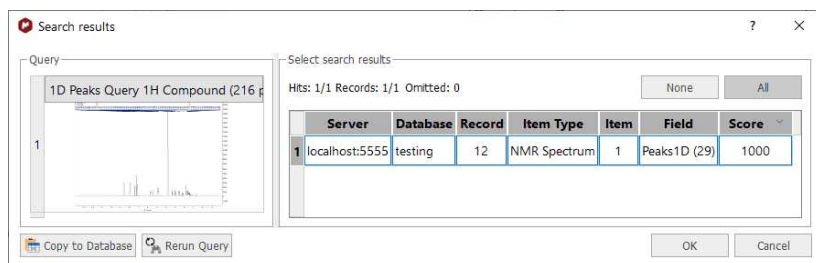 Search results
?
Query
Select search results
1D Peaks Query 1H Compound (216 p
1
Hits: 1/1 Records: 1/1 Omitted: 0
None
All
Server Database Record Item Type Item Field Score
1 localhost:5555 testing 12 NMR Spectrum 1 Peaks1D (29) 1000
Copy to Database
Rerun Query
OK
Cancel